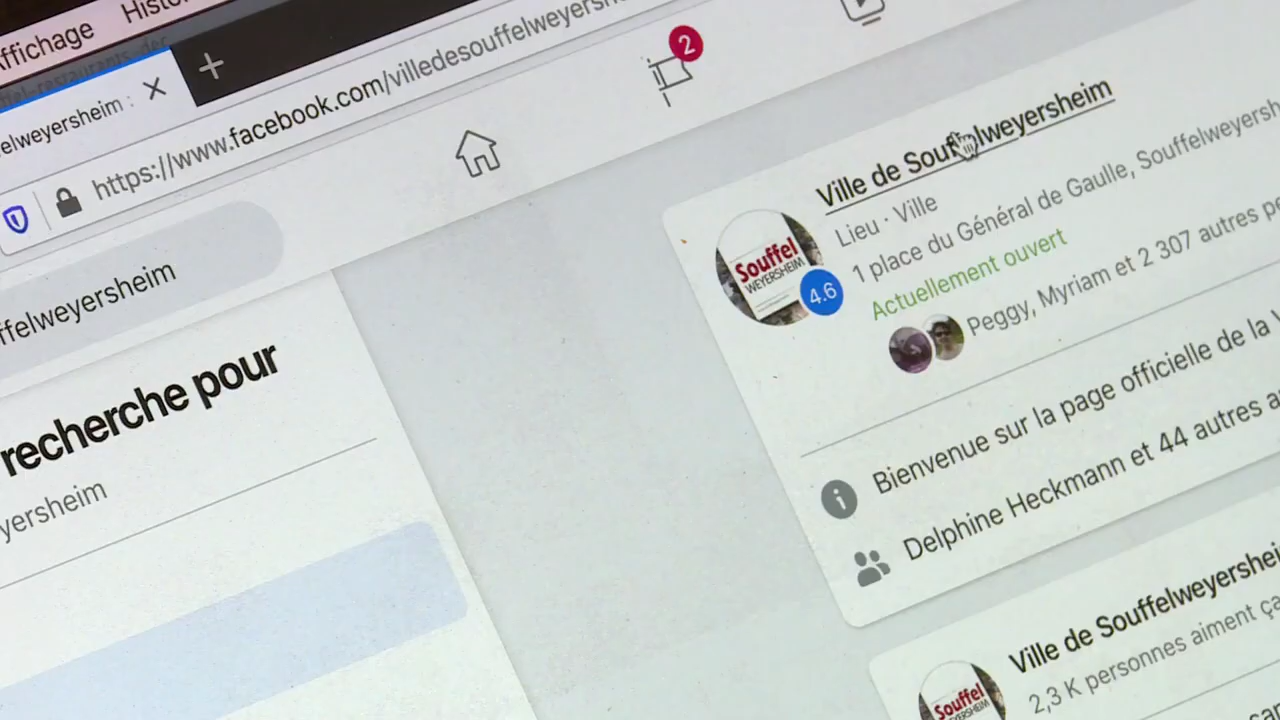 Affichage
Histor
elweyersheim :
https://www.facebook.com/villedesouffelweyersh
2
ffelweyersheim
recherche pour
yersheim
Ville de Souffelweyersheim
Lieu · Ville
1 place du Général de Gaulle, Souffelweyersh
Actuellement ouvert
Souffel
WEYERSHEIM
4.6
Peggy, Myriam et 2 307 autres pe
Bienvenue sur la page officielle de la V
Delphine Heckmann et 44 autres a
Ville de Souffelweyershei
2,3 K personnes aiment ça
Souffel
WEYERSHEIM